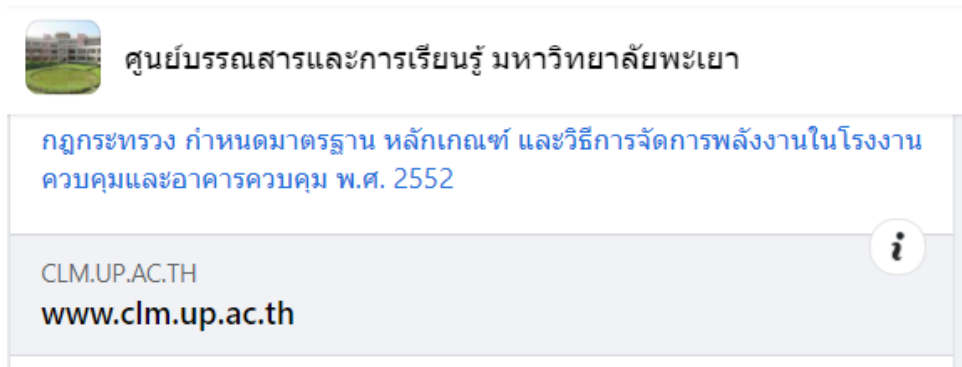 ศูนย์บรรณสารและการเรียนรู้ มหาวิทยาลัยพะเยา
กฎกระทรวง กำหนดมาตรฐาน หลักเกณฑ์ และวิธีการจัดการพลังงานในโรงงาน
ควบคุมและอาคารควบคุม พ.ศ. 2552
CLM.UP.AC.TH
www.clm.up.ac.th